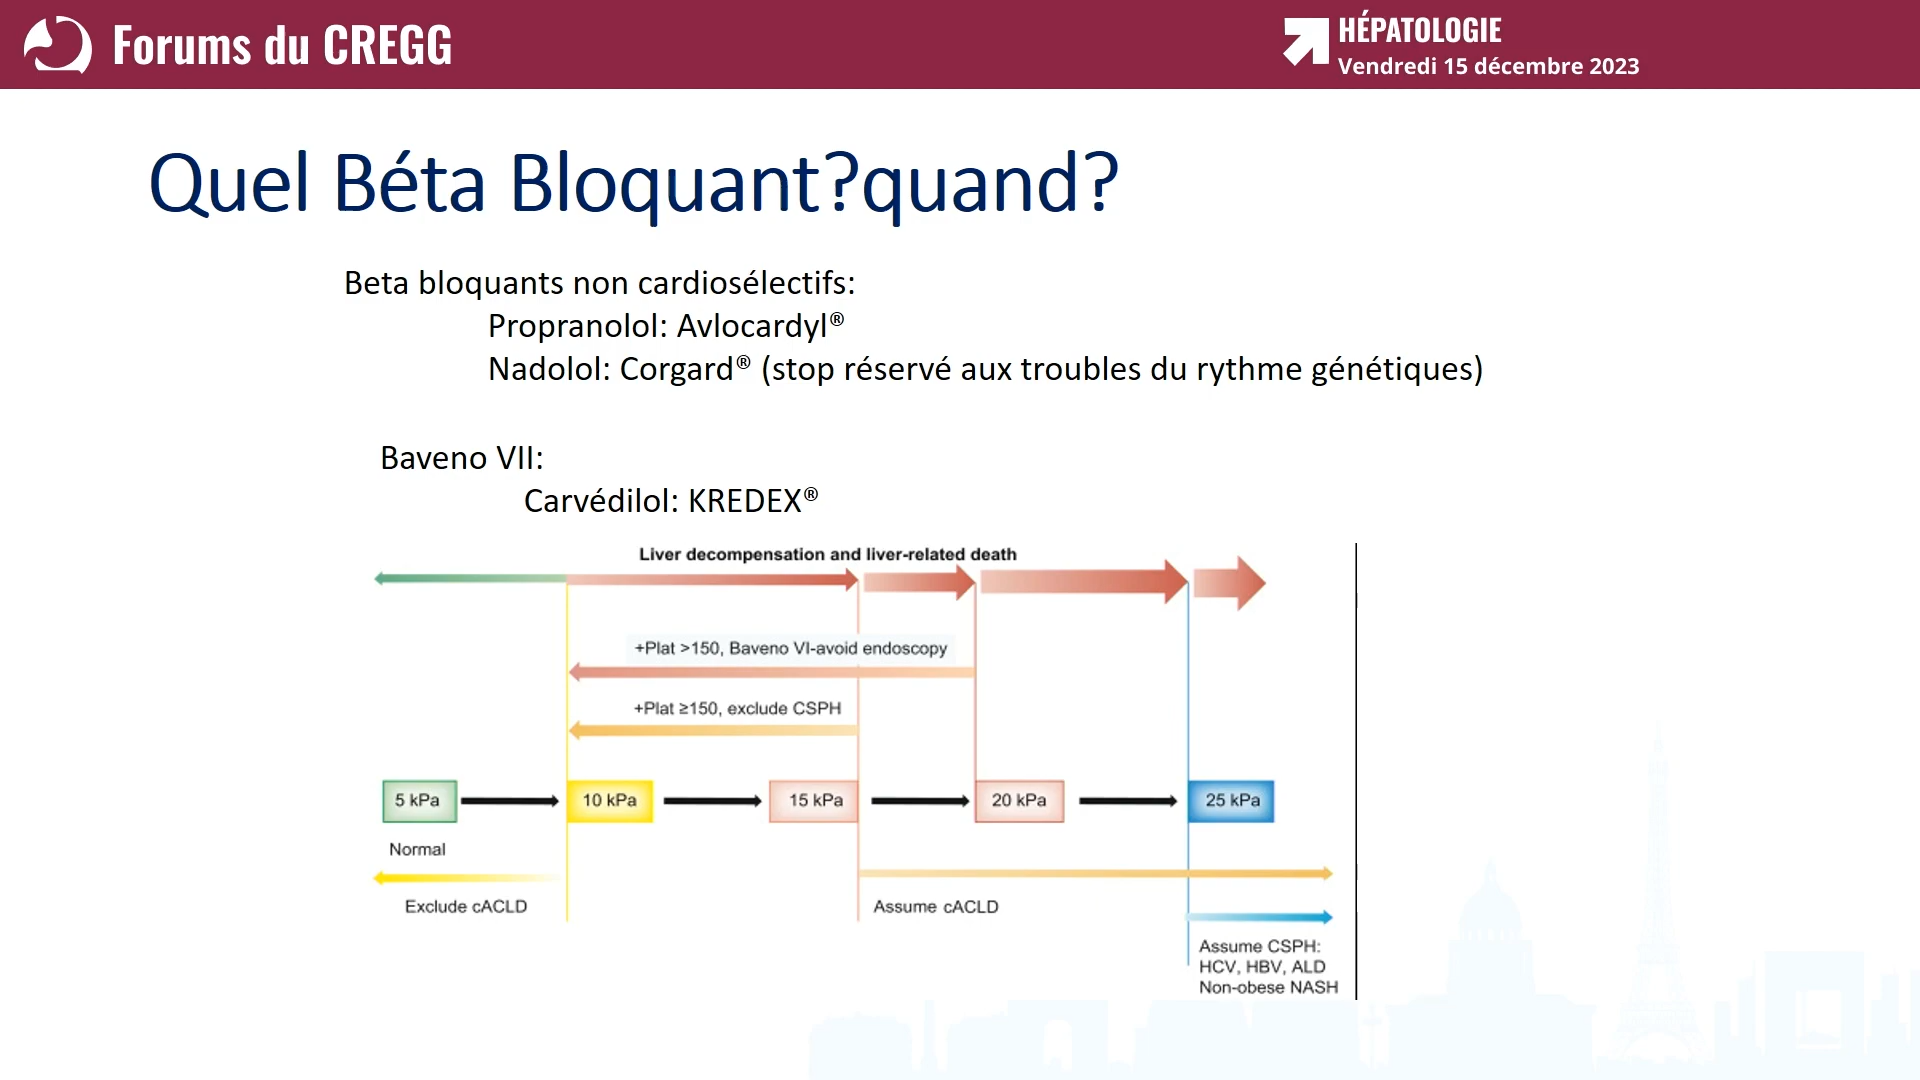 Forums du CREGG
HÉPATOLOGIE
Vendredi 15 décembre 2023
Quel Béta Bloquant?quand?
Beta bloquants non cardiosélectifs:
Propranolol: Avlocardyl®
Nadolol: Corgard® (stop réservé aux troubles du rythme génétiques)
Baveno VII:
Carvédilol: KREDEX®
Liver decompensation and liver-related death
+Plat >150, Baveno VI-avoid endoscopy
+Plat ≥150, exclude CSPH
5 kPa
10 kPa
15 kPa
20 kPa
25 kPa
Normal
Exclude cACLD
Assume cACLD
Assume CSPH:
HCV, HBV, ALD
Non-obese NASH